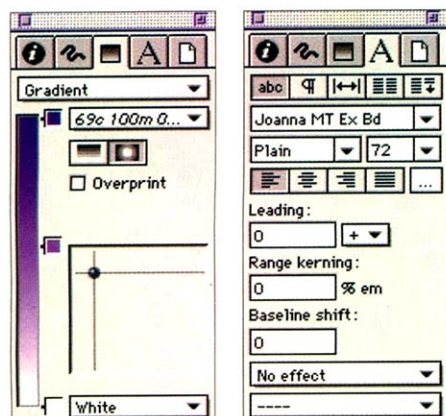 Gradient
69c 100m 0...
Overprint
White
A
A
abc ¶
Joanna MT Ex Bd
Plain 72
...
Leading:
0 +
Range kerning:
0 % em
Baseline shift:
0
No effect
----